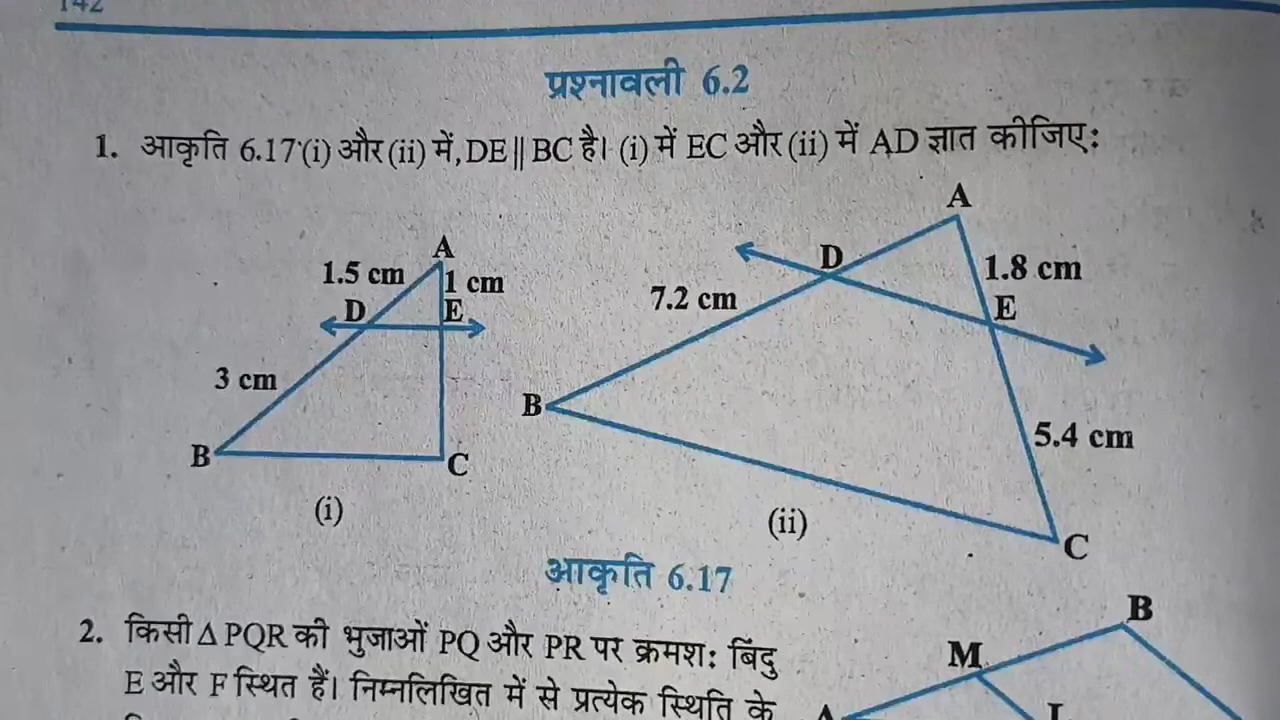 142
प्रश्नावली 6.2
1. आकृति 6.17 (i) और (ii) में, DE || BC है। (i) में EC और (ii) में AD ज्ञात कीजिए:
A
1.5 cm
1 cm
D
E
3 cm
B
C
(i)
A
D
1.8 cm
7.2 cm
E
B
5.4 cm
C
(ii)
आकृति 6.17
2. किसी Δ PQR की भुजाओं PQ और PR पर क्रमश: बिंदु
E और F स्थित हैं। निम्नलिखित में से प्रत्येक स्थिति के
B
M
A
L